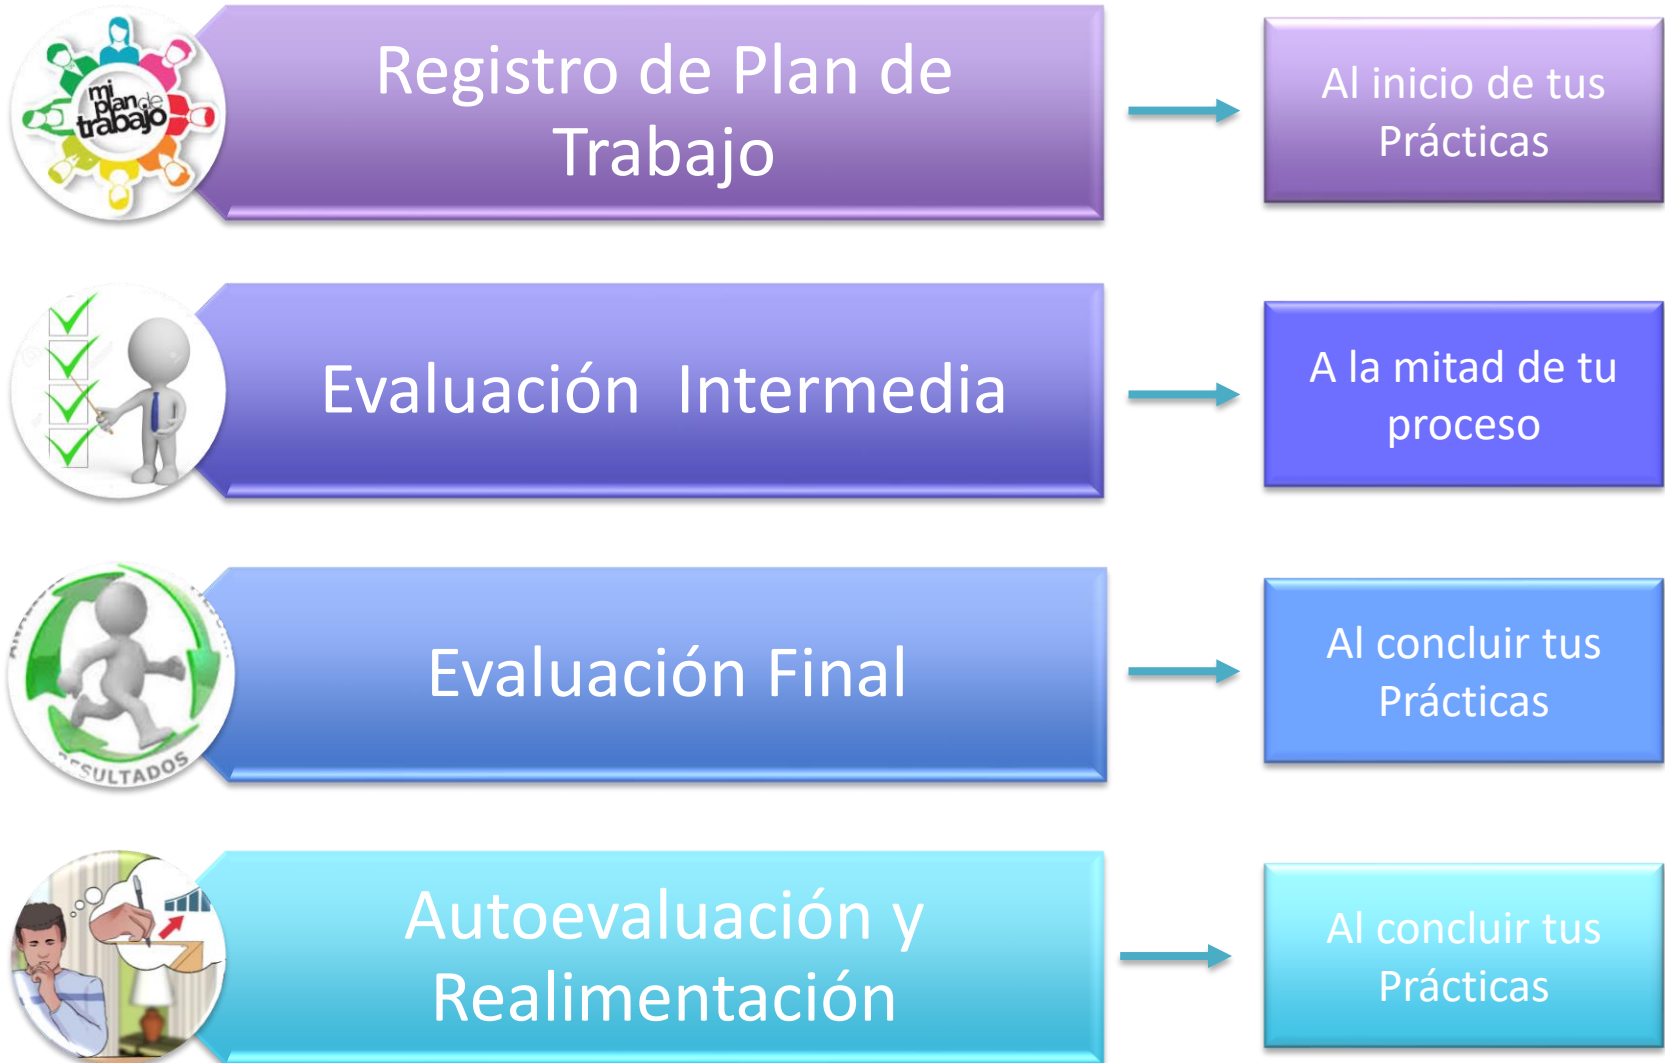 mi
plan de
trabajo
Registro de Plan de
Trabajo
Al inicio de tus
Prácticas
Evaluación  Intermedia
A la mitad de tu
proceso
RESULTADOS
Evaluación Final
Al concluir tus
Prácticas
Autoevaluación y
Realimentación
Al concluir tus
Prácticas